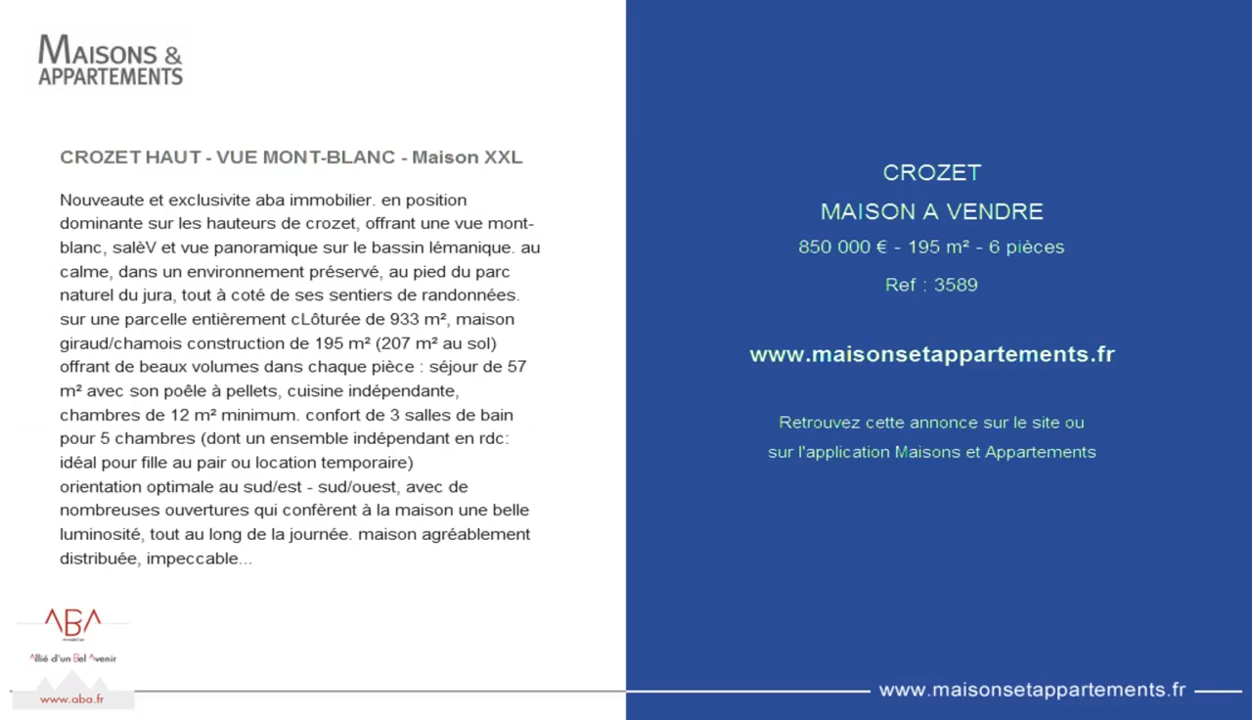 MAISONS &
APPARTEMENTS
CROZET HAUT - VUE MONT-BLANC - Maison XXL
Nouveaute et exclusivite aba immobilier. en position
dominante sur les hauteurs de crozet, offrant une vue mont-
blanc, salèV et vue panoramique sur le bassin lémanique. au
calme, dans un environnement préservé, au pied du parc
naturel du jura, tout à coté de ses sentiers de randonnées.
sur une parcelle entièrement cLôturée de 933 m², maison
giraud/chamois construction de 195 m² (207 m² au sol)
offrant de beaux volumes dans chaque pièce : séjour de 57
m² avec son poêle à pellets, cuisine indépendante,
chambres de 12 m² minimum. confort de 3 salles de bain
pour 5 chambres (dont un ensemble indépendant en rdc:
idéal pour fille au pair ou location temporaire)
orientation optimale au sud/est - sud/ouest, avec de
nombreuses ouvertures qui confèrent à la maison une belle
luminosité, tout au long de la journée. maison agréablement
distribuée, impeccable...
ABA
immobilier
Allié d'un Bel Avenir
www.aba.fr
CROZET
MAISON A VENDRE
850 000 € - 195 m² - 6 pièces
Ref : 3589
www.maisonsetappartements.fr
Retrouvez cette annonce sur le site ou
sur l'application Maisons et Appartements
www.maisonsetappartements.fr